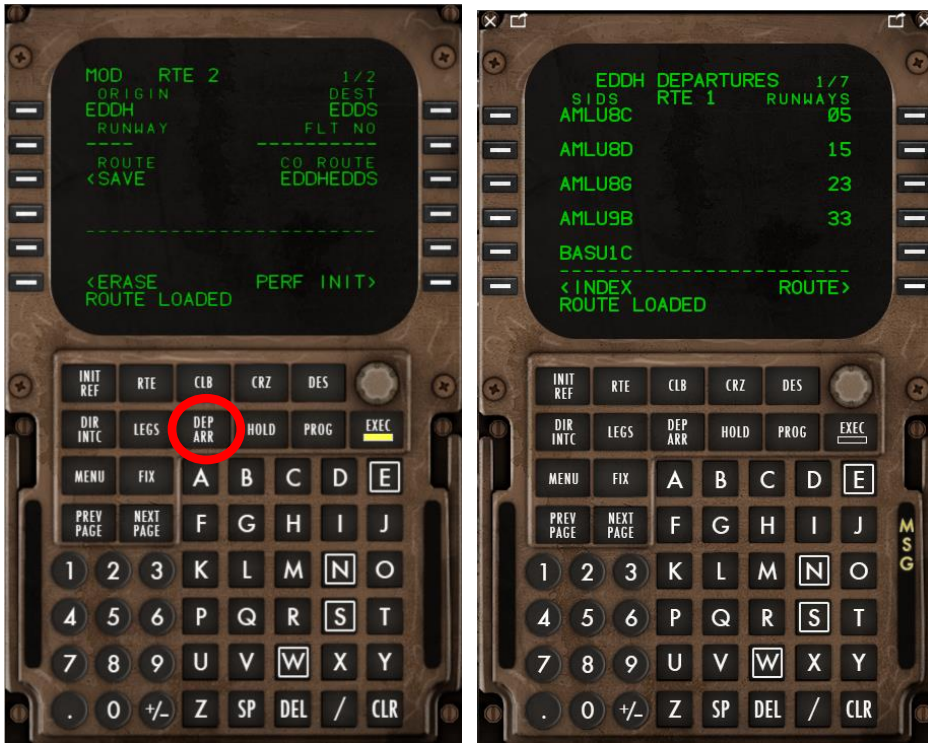 MOD RTE 2 1/2
ORIGIN DEST
EDDH EDDS
RUNWAY FLT NO
---- ----------
ROUTE CO ROUTE
<SAVE EDDHEDDS
--------------------------
<ERASE PERF INIT>
ROUTE LOADED
INIT REF RTE CLB CRZ DES
DIR INTC LEGS DEP ARR HOLD PROG EXEC
MENU FIX A B C D E
PREV PAGE NEXT PAGE F G H I J
1 2 3 K L M N O
4 5 6 P Q R S T
7 8 9 U V W X Y
. 0 +/- Z SP DEL / CLR
EDDH DEPARTURES 1/7
SIDS RTE 1 RUNWAYS
AMLU8C 05
AMLU8D 15
AMLU8G 23
AMLU9B 33
BASU1C
--------------------------
<INDEX ROUTE>
ROUTE LOADED
INIT REF RTE CLB CRZ DES
DIR INTC LEGS DEP ARR HOLD PROG EXEC
MENU FIX A B C D E
PREV PAGE NEXT PAGE F G H I J
1 2 3 K L M N O
4 5 6 P Q R S T
7 8 9 U V W X Y
. 0 +/- Z SP DEL / CLR
MSG